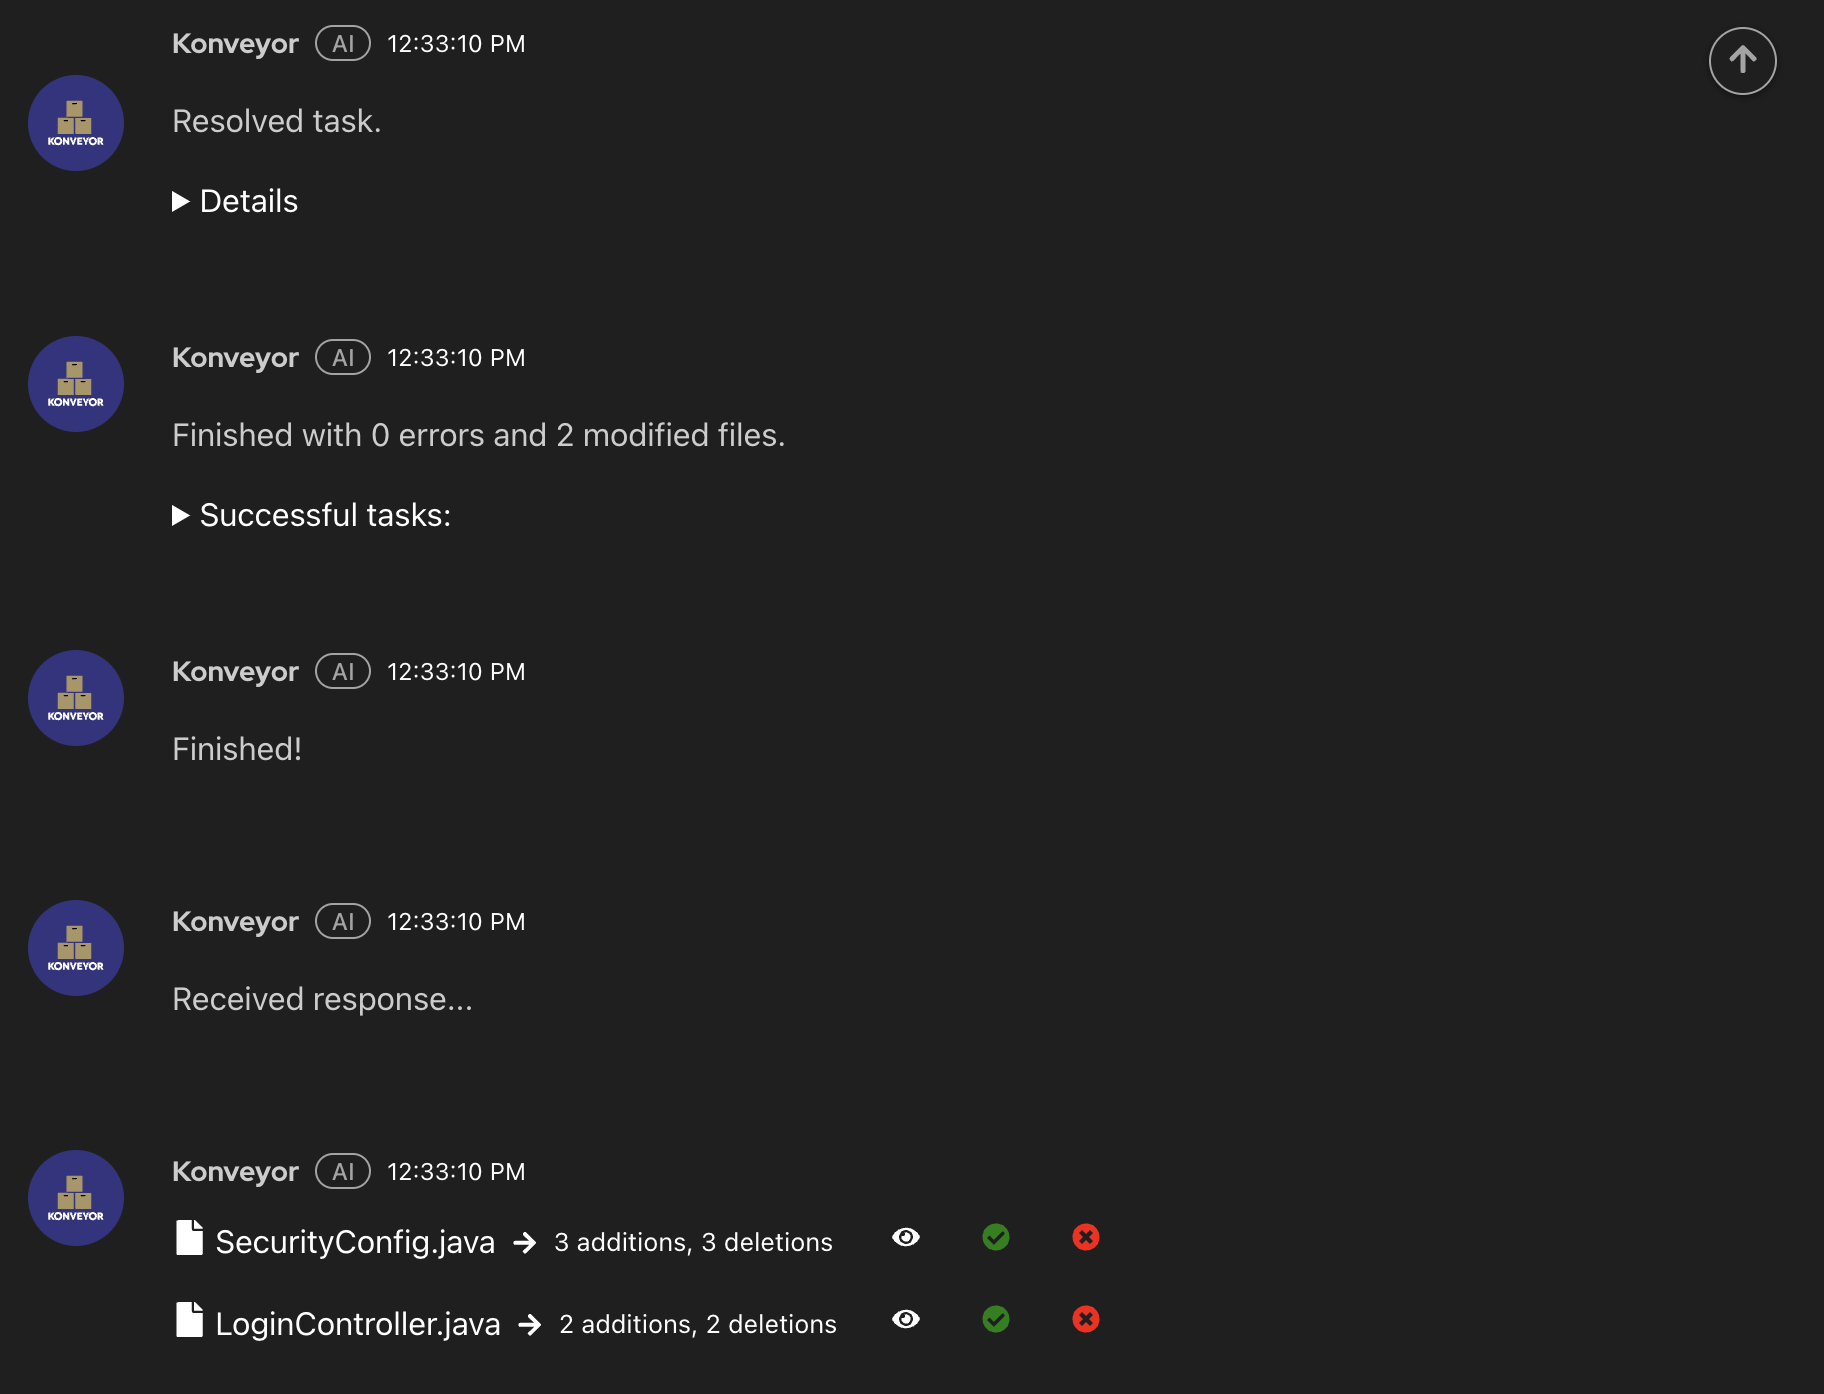 Konveyor AI 12:33:10 PM
KONVEYOR
Resolved task.
Details
Konveyor AI 12:33:10 PM
KONVEYOR
Finished with 0 errors and 2 modified files.
Successful tasks:
Konveyor AI 12:33:10 PM
KONVEYOR
Finished!
Konveyor AI 12:33:10 PM
KONVEYOR
Received response...
Konveyor AI 12:33:10 PM
KONVEYOR
SecurityConfig.java → 3 additions, 3 deletions
LoginController.java → 2 additions, 2 deletions